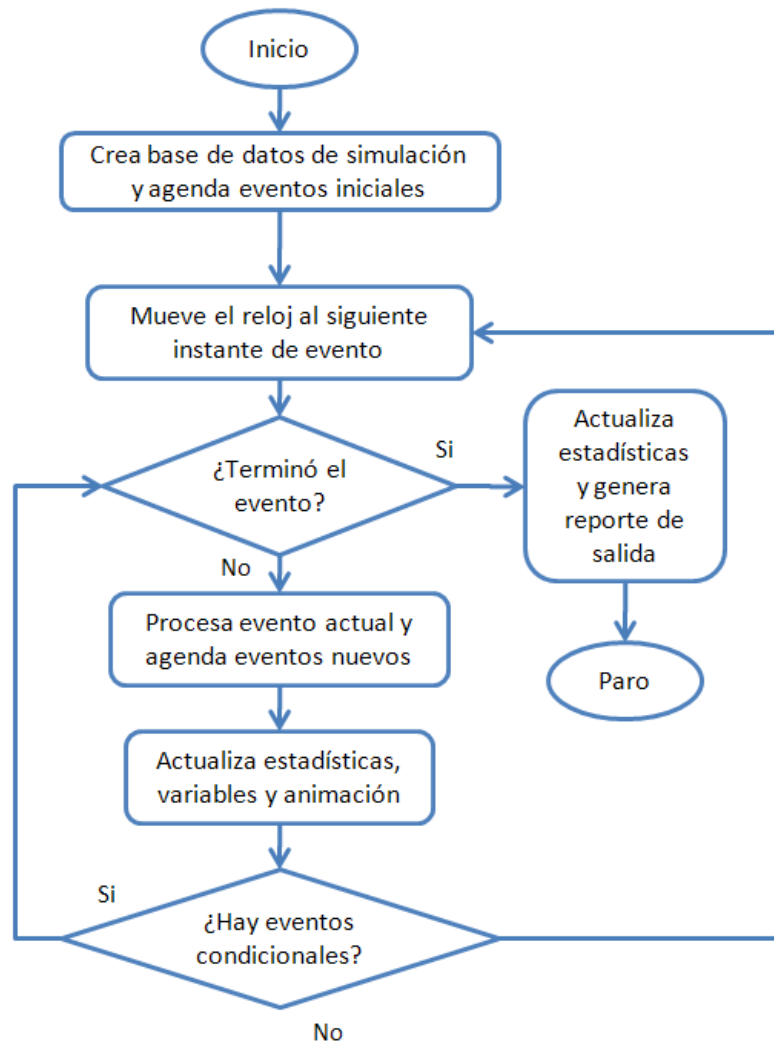 Inicio
Crea base de datos de simulación
y agenda eventos iniciales
Mueve el reloj al siguiente
instante de evento
¿Terminó el
evento?
Si
Actualiza
estadísticas
y genera
reporte de
salida
Paro
No
Procesa evento actual y
agenda eventos nuevos
Actualiza estadísticas,
variables y animación
Si
¿Hay eventos
condicionales?
No